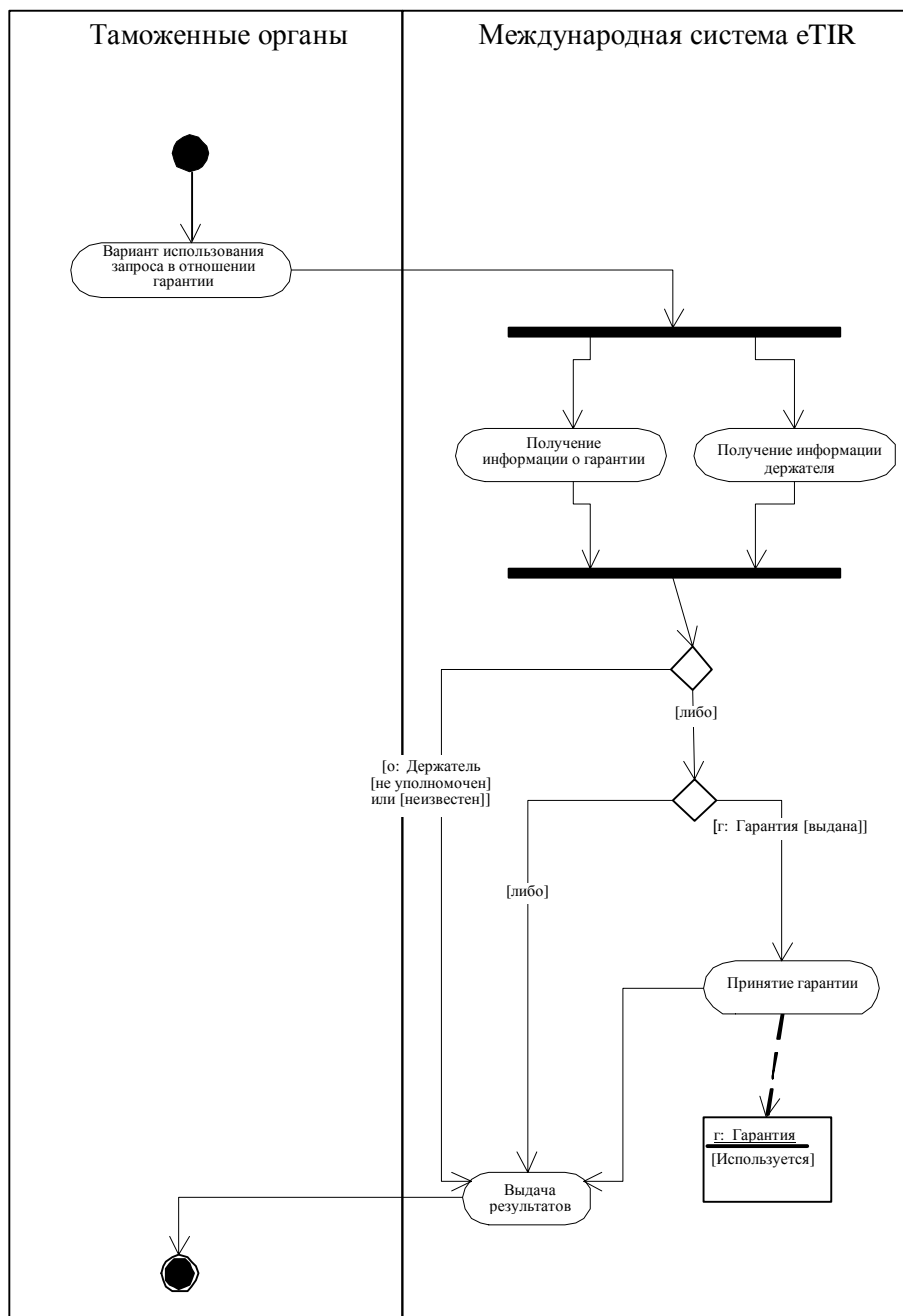 Таможенные органы
Международная система eTIR
Вариант использования
запроса в отношении
гарантии
Получение
информации о гарантии
Получение информации
держателя
[либо]
[о: Держатель
[не уполномочен]
или [неизвестен]]
[г: Гарантия [выдана]]
[либо]
Принятие гарантии
г: Гарантия
[Используется]
Выдача
результатов